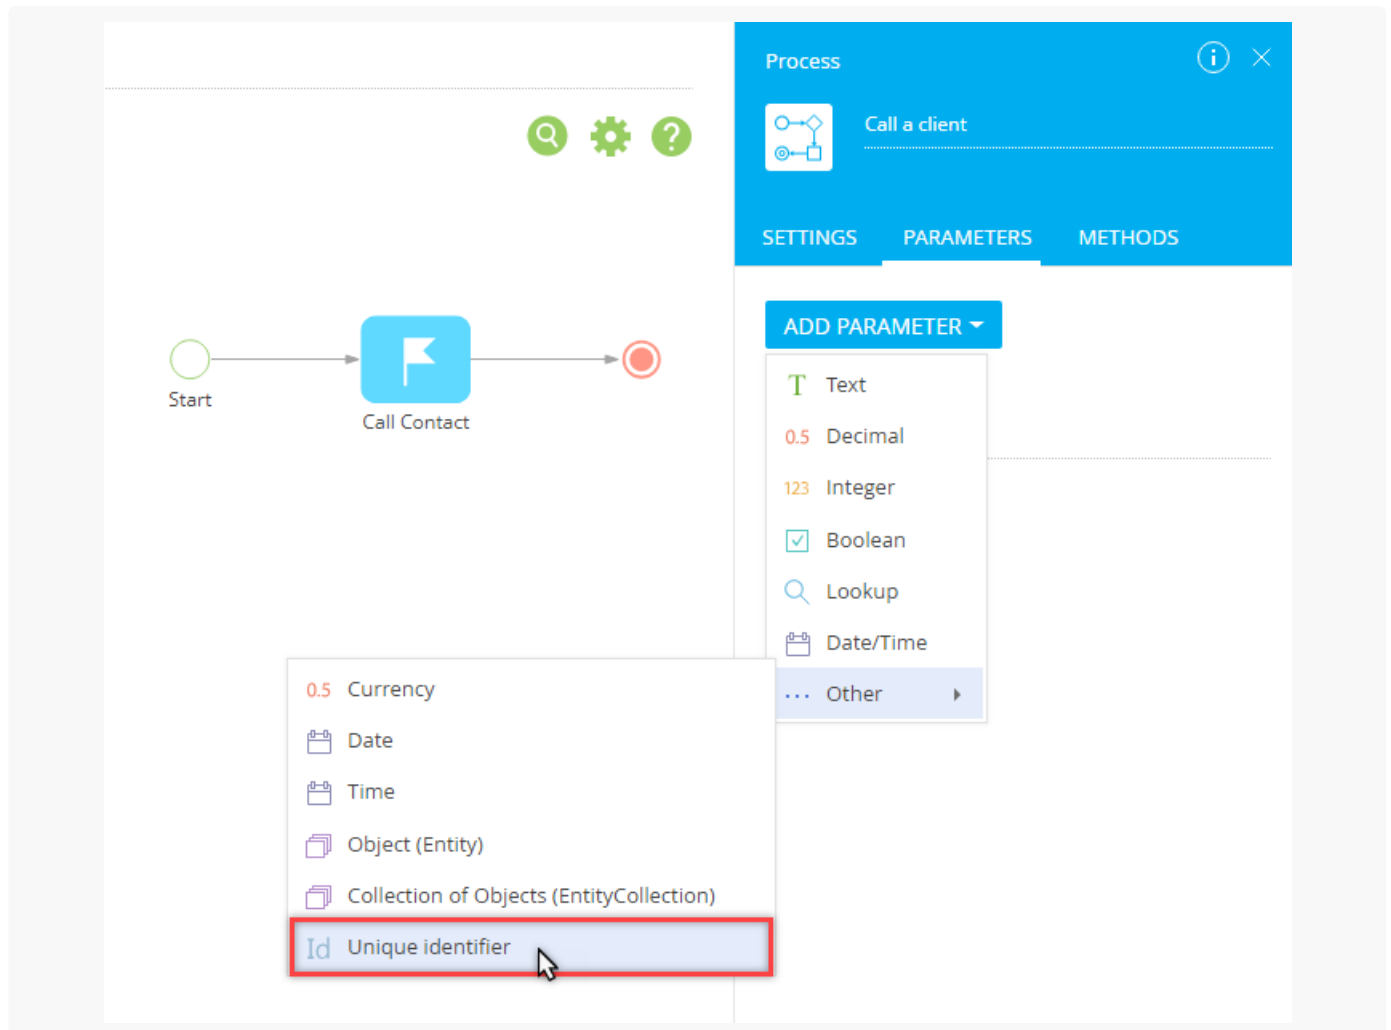 Process
i
Call a client
?
SETTINGS PARAMETERS METHODS
ADD PARAMETER
Start
Call Contact
T Text
0.5 Decimal
123 Integer
Boolean
Lookup
Date/Time
... Other
0.5 Currency
Date
Time
Object (Entity)
Collection of Objects (EntityCollection)
Id Unique identifier